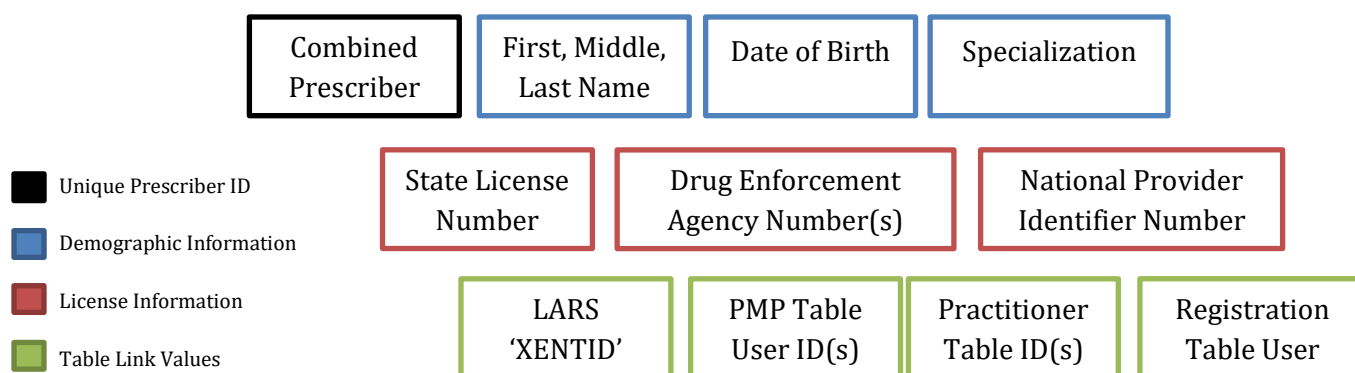 Combined
Prescriber
First, Middle,
Last Name
Date of Birth
Specialization
State License
Number
Drug Enforcement
Agency Number(s)
National Provider
Identifier Number
LARS
‘XENTID’
PMP Table
User ID(s)
Practitioner
Table ID(s)
Registration
Table User
Unique Prescriber ID
Demographic Information
License Information
Table Link Values